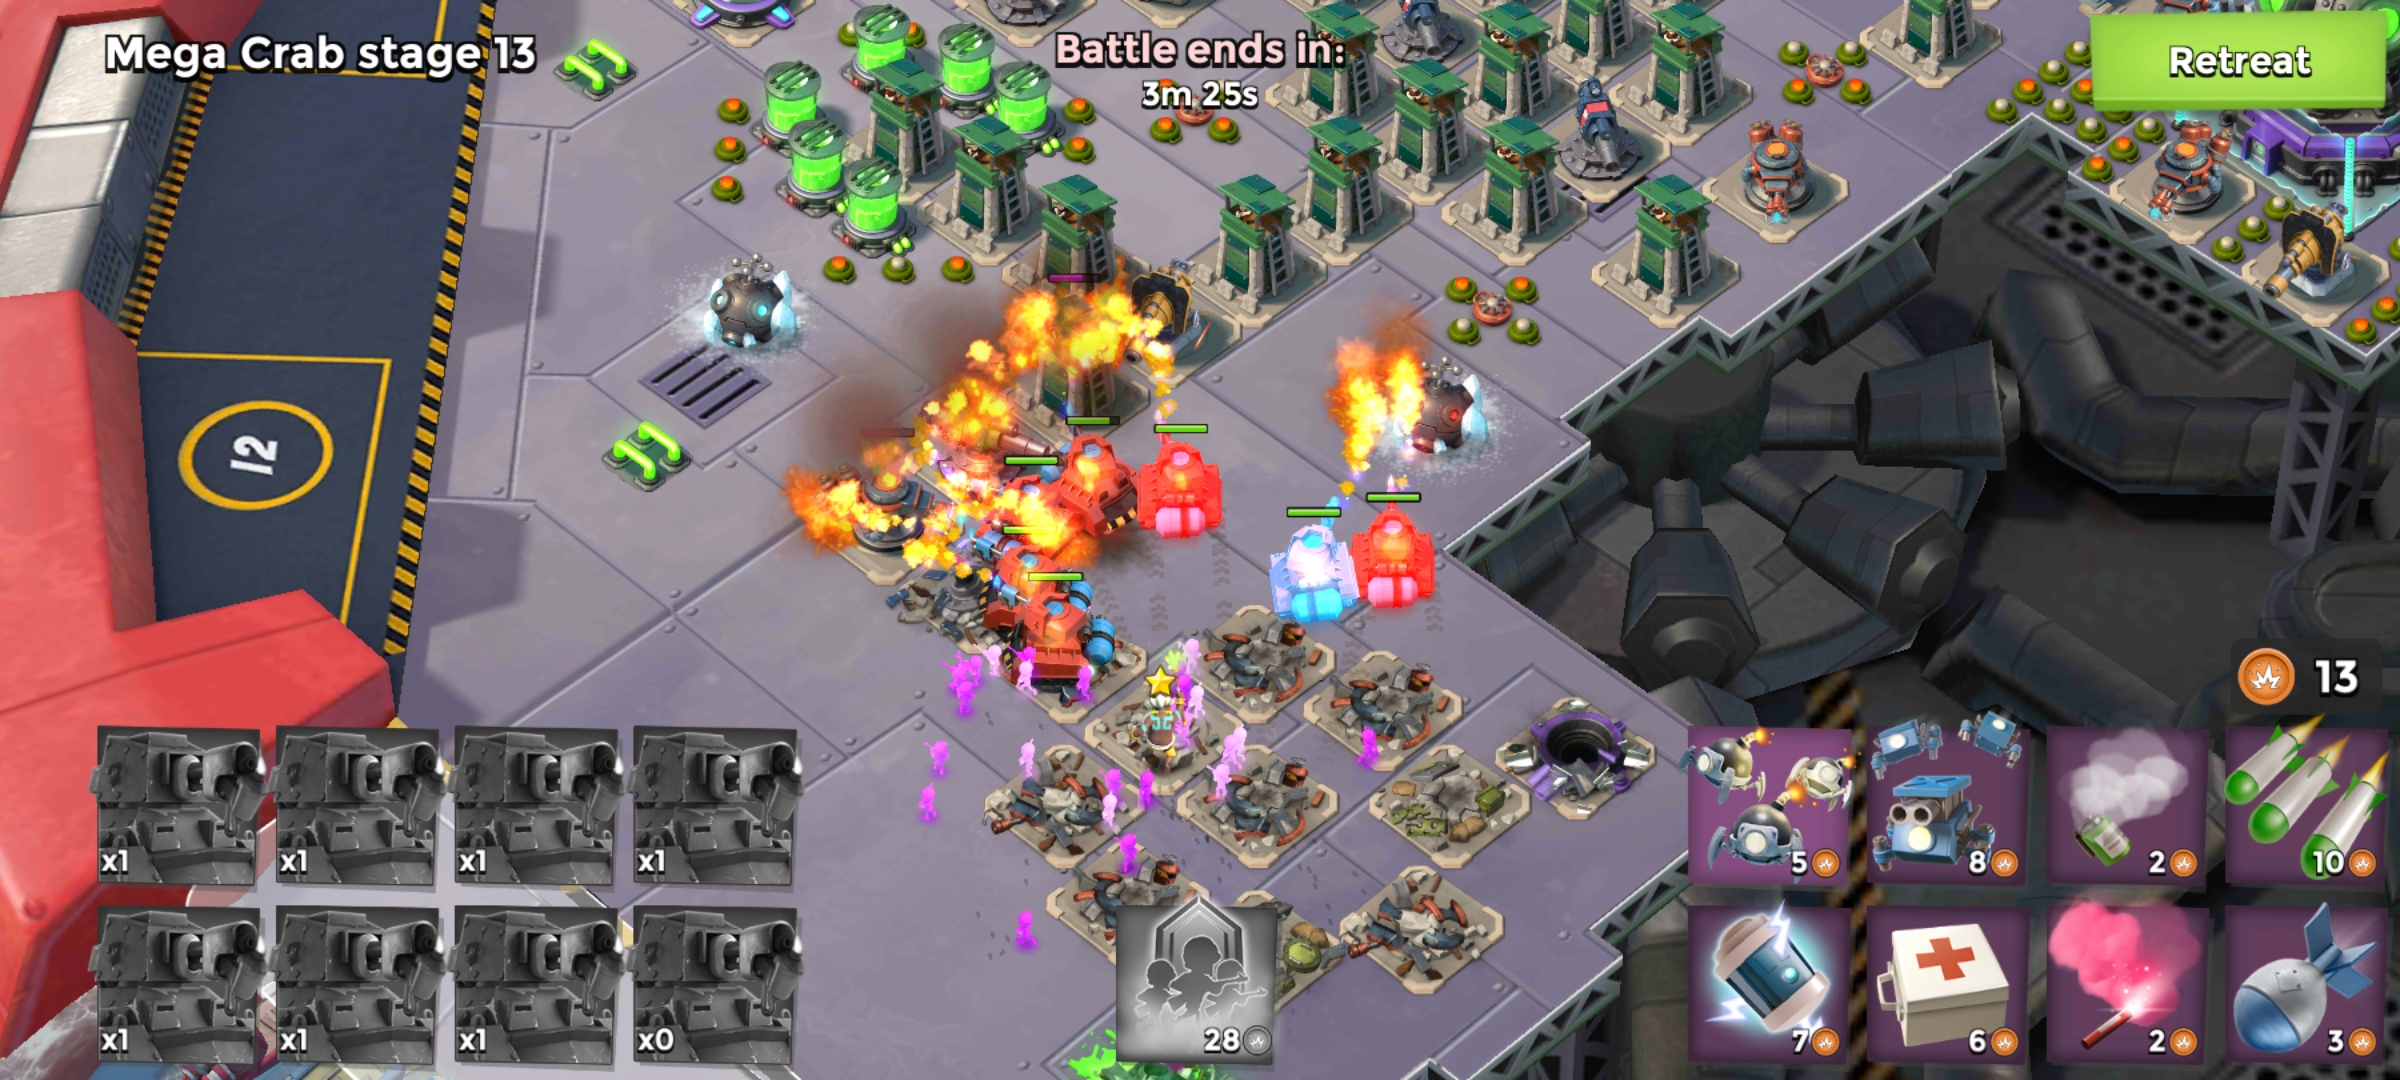 Mega Crab stage 13
Battle ends in:
3m 25s
Retreat
12
52
13
x1
x1
x1
x1
5
8
2
10
x1
x1
x1
x0
28
7
6
2
3